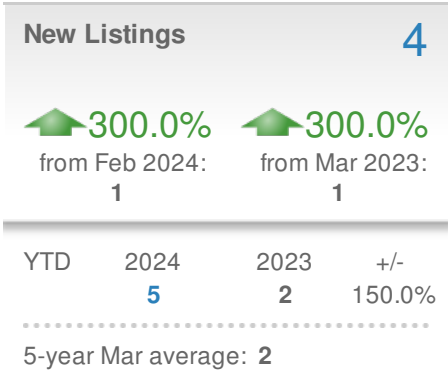 New Listings 4
300.0% 300.0%
from Feb 2024: from Mar 2023:
1 1
YTD 2024 2023 +/-
5 2 150.0%
5-year Mar average: 2